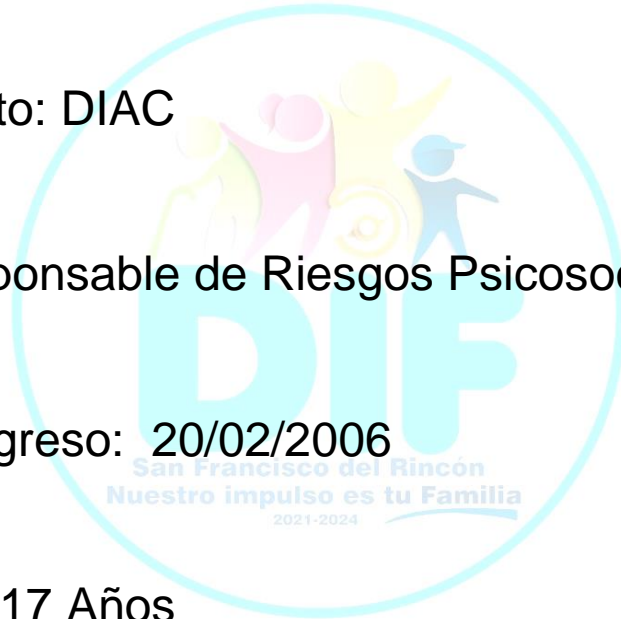 to: DIAC
ponsable de Riesgos Psicoso
DIF
greso: 20/02/2006
San Francisco del Rincón
Nuestro impulso es tu Familia
2021-2024
17 Años